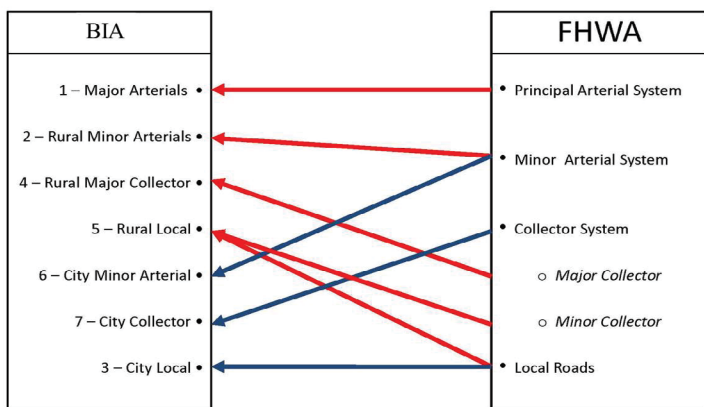 BIA
1 – Major Arterials
2 – Rural Minor Arterials
4 – Rural Major Collector
5 – Rural Local
6 – City Minor Arterial
7 – City Collector
3 – City Local
FHWA
Principal Arterial System
Minor Arterial System
Collector System
Major Collector
Minor Collector
Local Roads